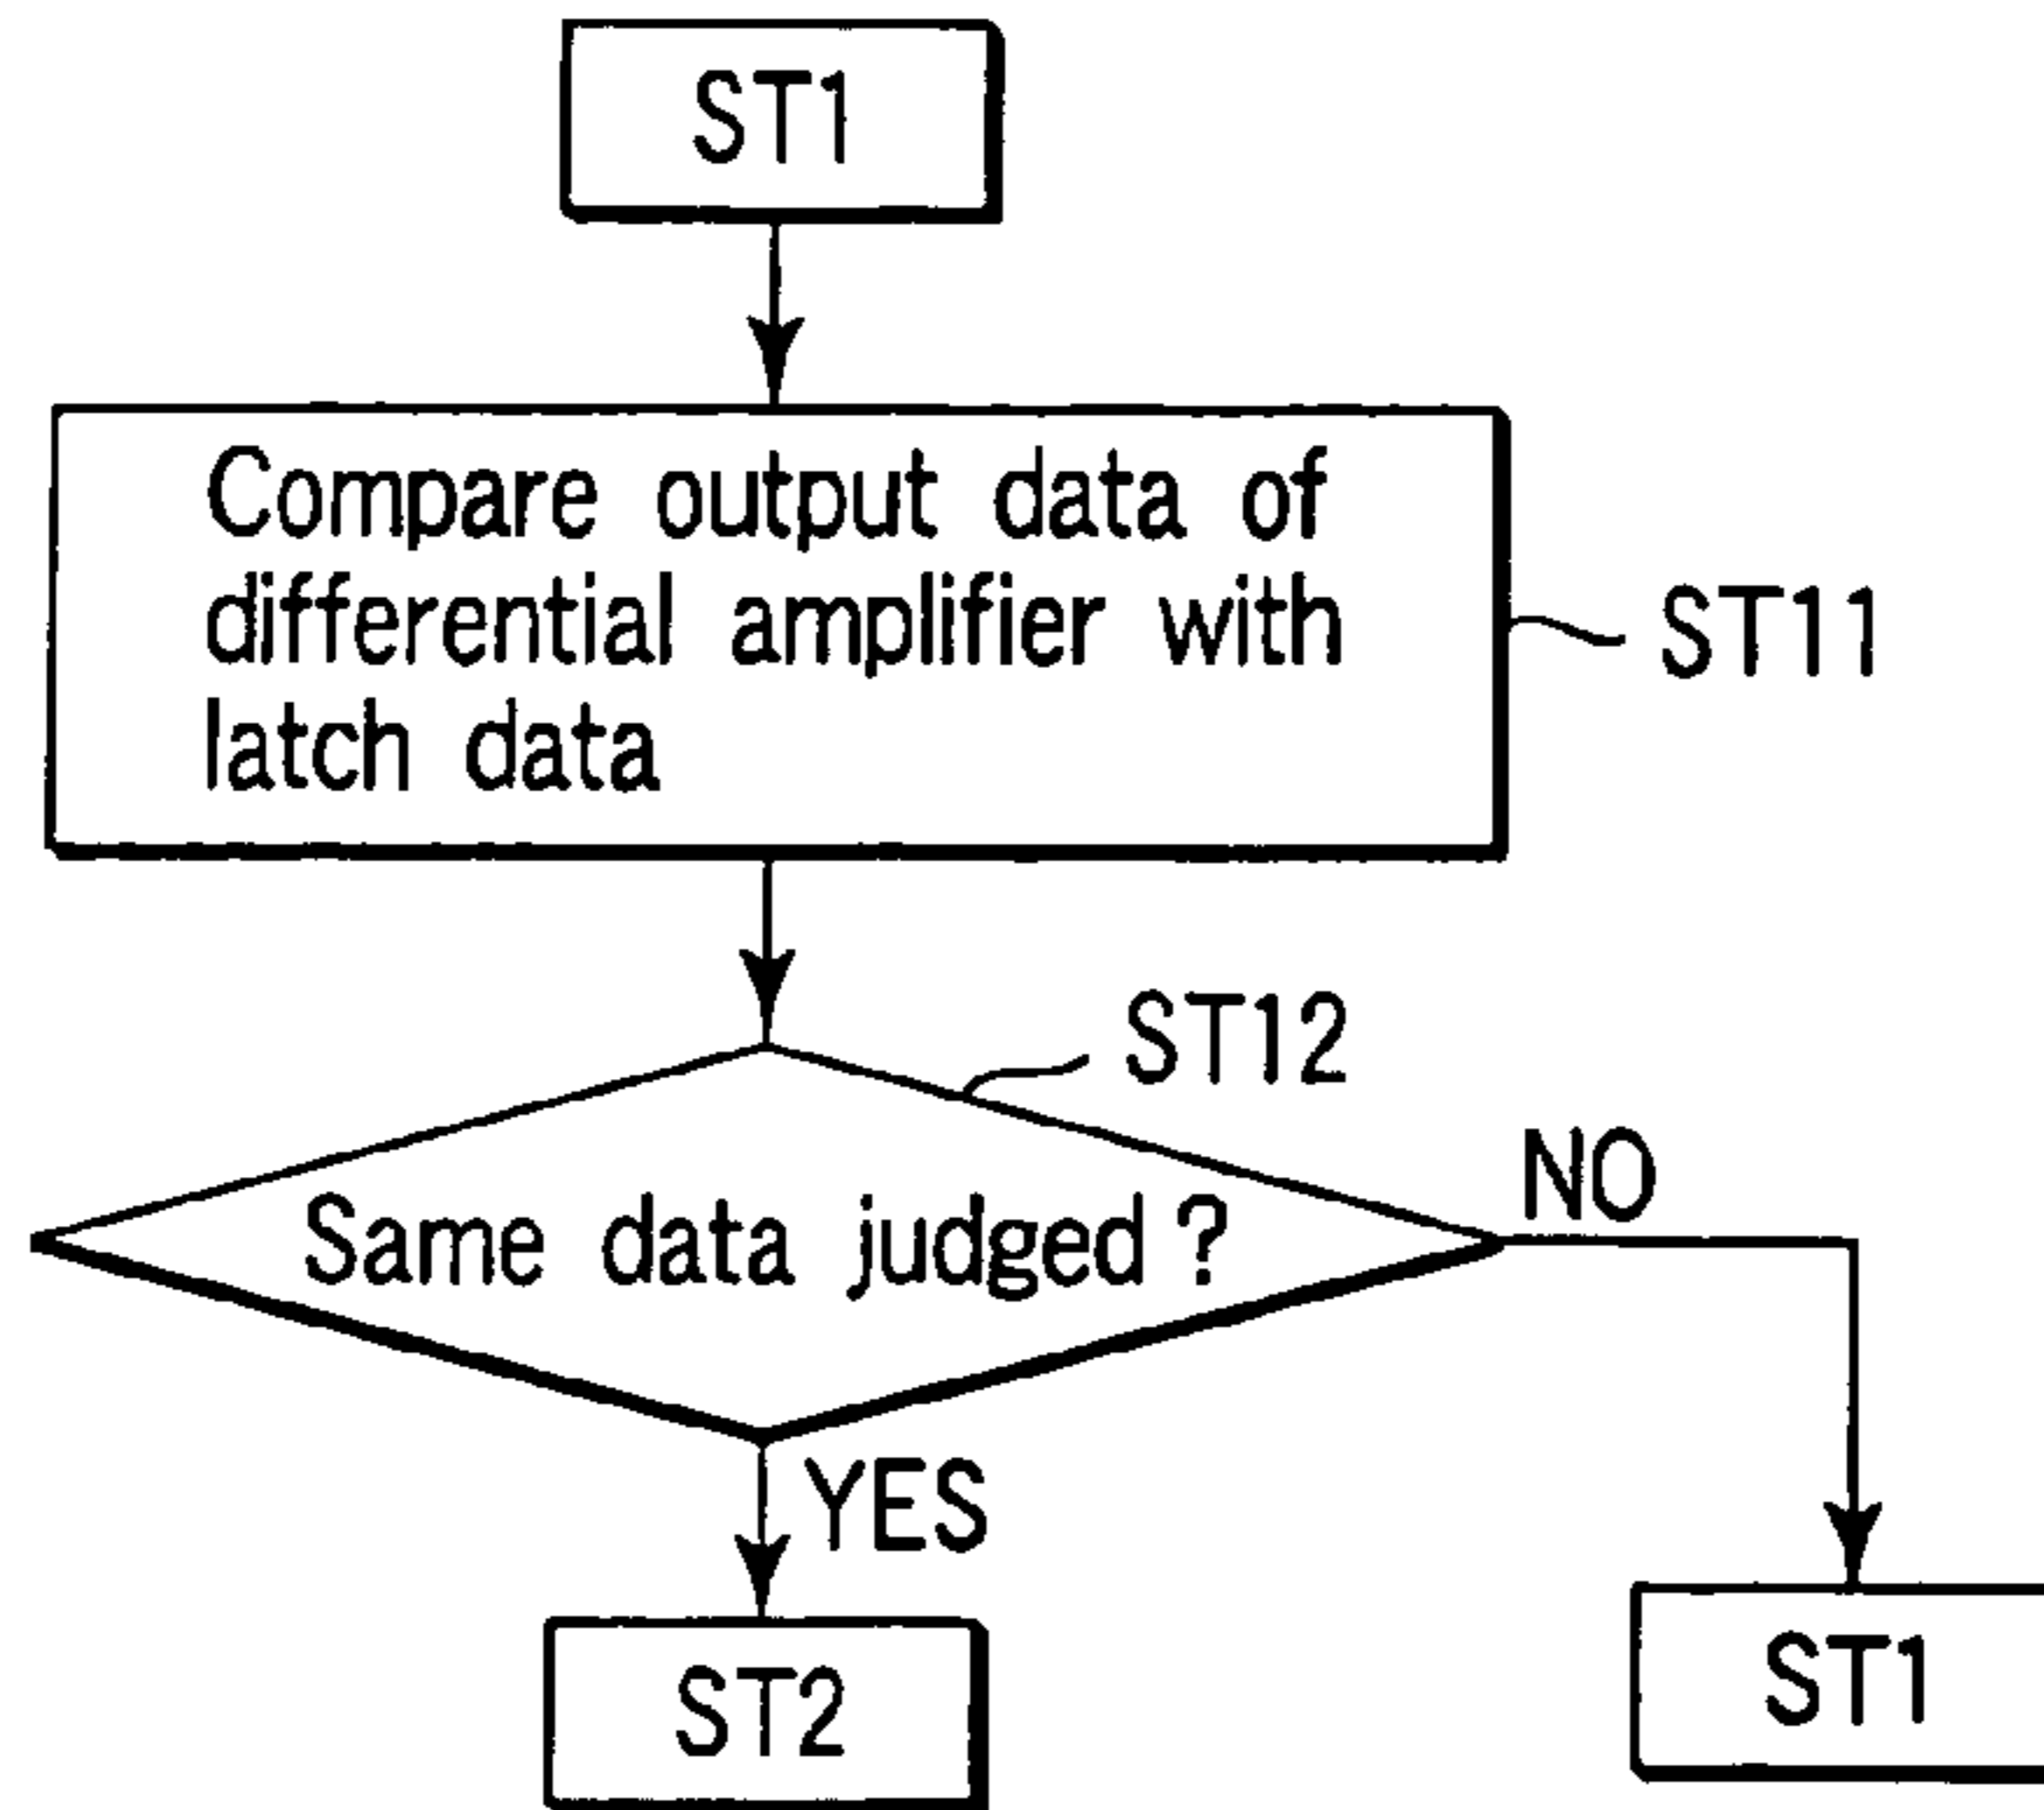 ST1
Compare output data of
differential amplifier with
latch data
ST11
ST12
Same data judged ?
NO
YES
ST2
ST1